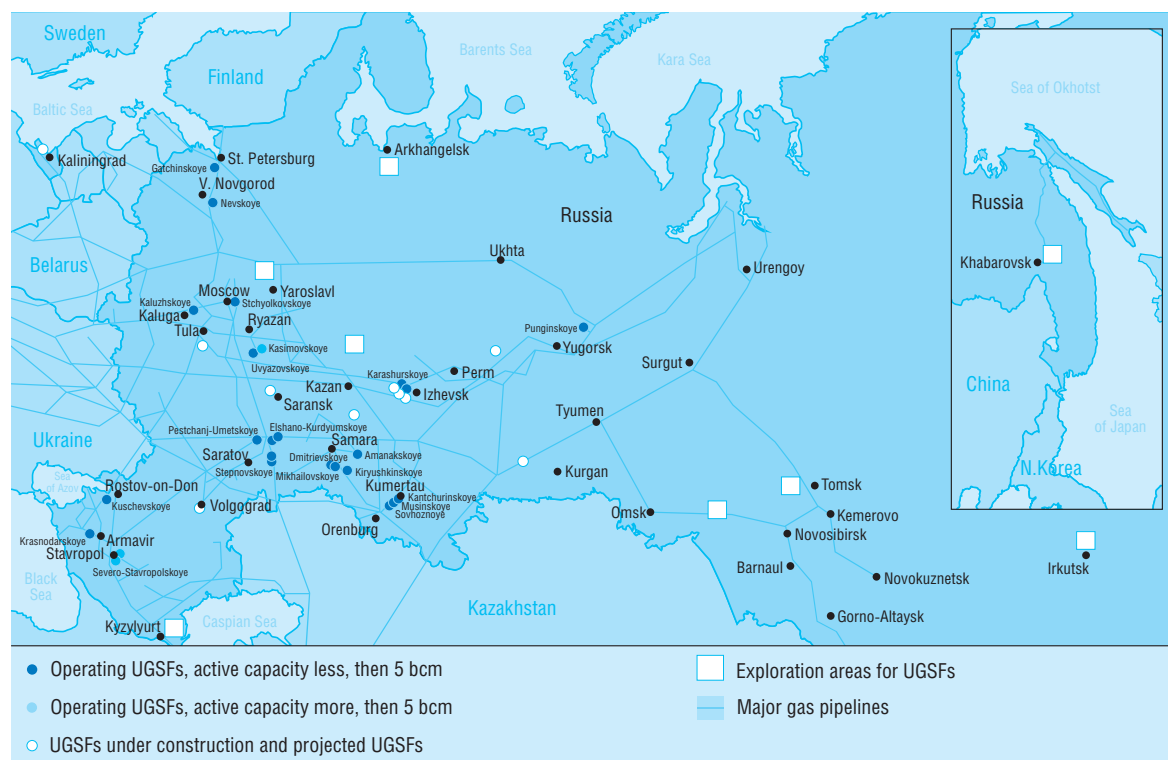 Sweden
Finland
Barents Sea
Kara Sea
Baltic Sea
Kaliningrad
St. Petersburg
Gatchinskoye
V. Novgorod
Nevskoye
Arkhangelsk
Russia
Ukhta
Urengoy
Belarus
Moscow
Yaroslavl
Kaluzhskoye
Stchyolkovskoye
Kaluga
Ryazan
Tula
Kasimovskoye
Uvyazovskoye
Punginskoye
Yugorsk
Surgut
Karashurskoye
Perm
Kazan
Izhevsk
Saransk
Tyumen
Ukraine
Pestchanj-Umetskoye
Elshano-Kurdyumskoye
Samara
Dmitrievskoye
Amanakskoye
Saratov
Stepnovskoye
Mikhailovskoye
Kiryushkinskoye
Kurgan
Kumertau
Kantchurinskoye
Musinskoye
Sovhoznoye
Orenburg
Sea
of Azov
Rostov-on-Don
Kuschevskoye
Volgograd
Omsk
Tomsk
Kemerovo
Novosibirsk
Barnaul
Novokuznetsk
Gorno-Altaysk
Krasnodarskoye
Armavir
Stavropol
Severo-Stavropolskoye
Black
Sea
Kyzylyurt
Caspian Sea
Kazakhstan
Sea of Okhotst
Russia
Khabarovsk
China
Sea
of Japan
N.Korea
Irkutsk
Operating UGSFs, active capacity less, then 5 bcm
Operating UGSFs, active capacity more, then 5 bcm
UGSFs under construction and projected UGSFs
Exploration areas for UGSFs
Major gas pipelines